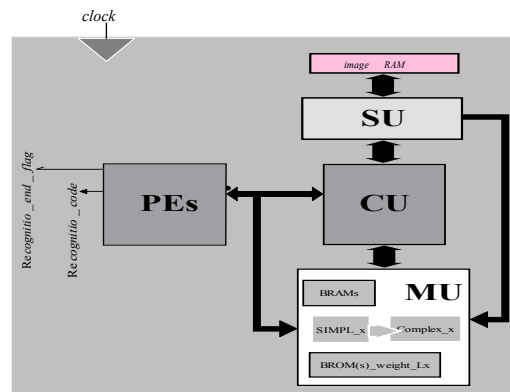 clock
image RAM
SU
Recognitio_end_flag
Recognitio_code
PEs
CU
BRAMs
MU
SIMPL_x
Complex_x
BROM(s)_weight_Lx